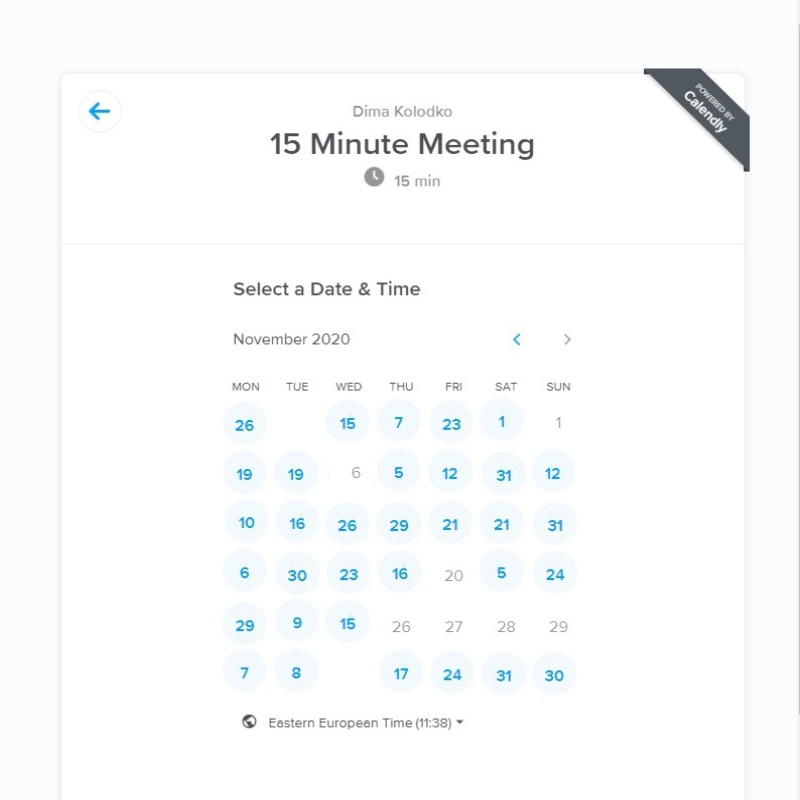 POWERED BY
Calendly
Dima Kolodko
15 Minute Meeting
15 min
Select a Date & Time
November 2020
MON TUE WED THU FRI SAT SUN
26 15 7 23 1 1
19 19 6 5 12 31 12
10 16 26 29 21 21 31
6 30 23 16 20 5 24
29 9 15 26 27 28 29
7 8 17 24 31 30
Eastern European Time (11:38)